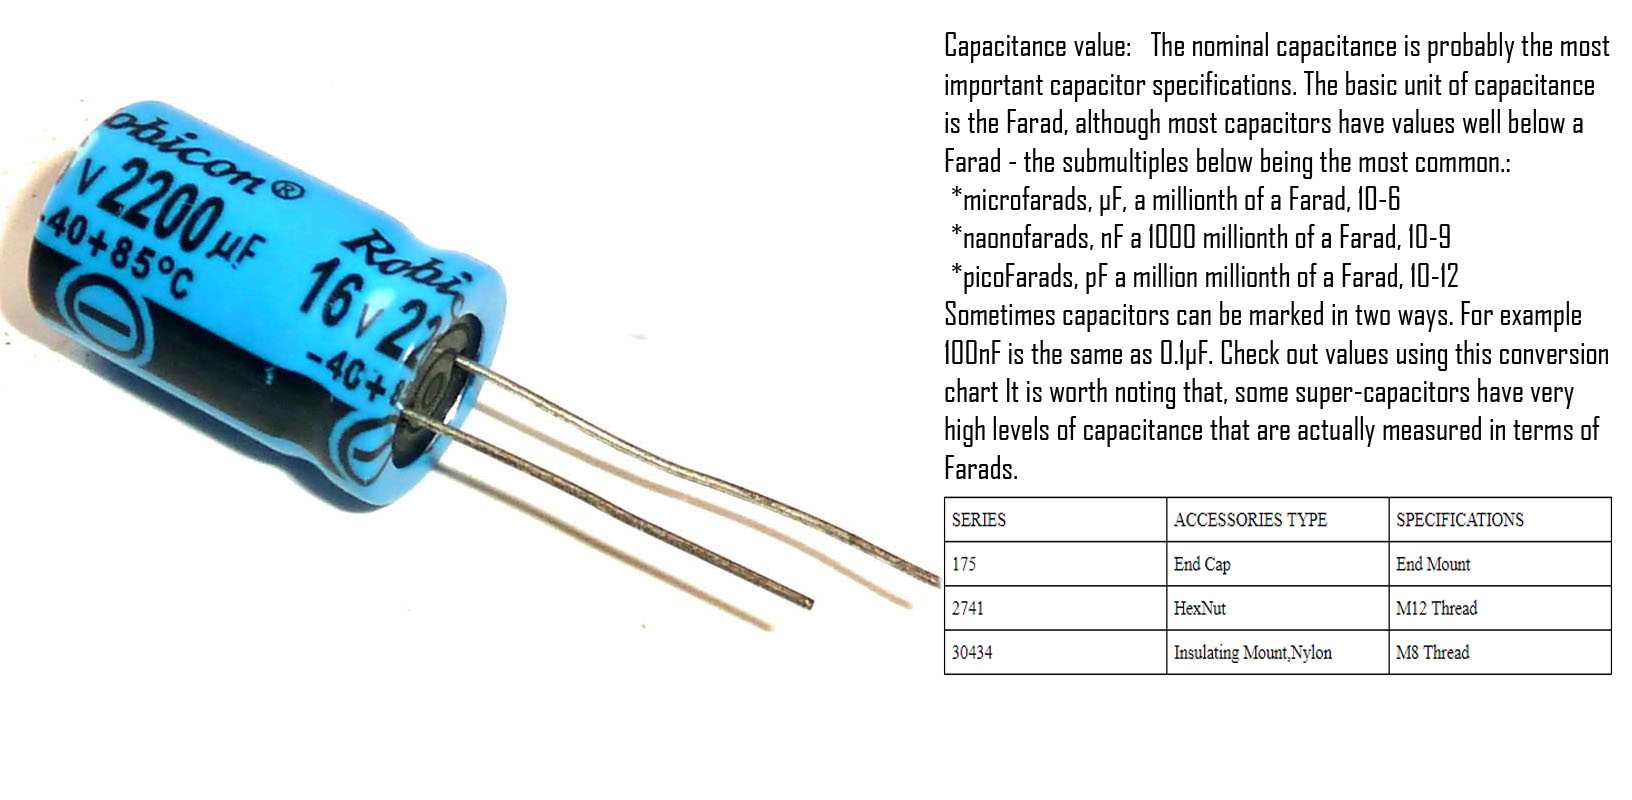 obicon®
V 2200 µF
-40+85°C
Robi
16V 22
-40+8
Capacitance value: The nominal capacitance is probably the most
important capacitor specifications. The basic unit of capacitance
is the Farad, although most capacitors have values well below a
Farad - the submultiples below being the most common.:
*microfarads, µF, a millionth of a Farad, 10-6
*naonofarads, nF a 1000 millionth of a Farad, 10-9
*picoFarads, pF a million millionth of a Farad, 10-12
Sometimes capacitors can be marked in two ways. For example
100nF is the same as 0.1µF. Check out values using this conversion
chart It is worth noting that, some super-capacitors have very
high levels of capacitance that are actually measured in terms of
Farads.
SERIES ACCESSORIES TYPE SPECIFICATIONS
175 End Cap End Mount
2741 HexNut M12 Thread
30434 Insulating Mount,Nylon M8 Thread